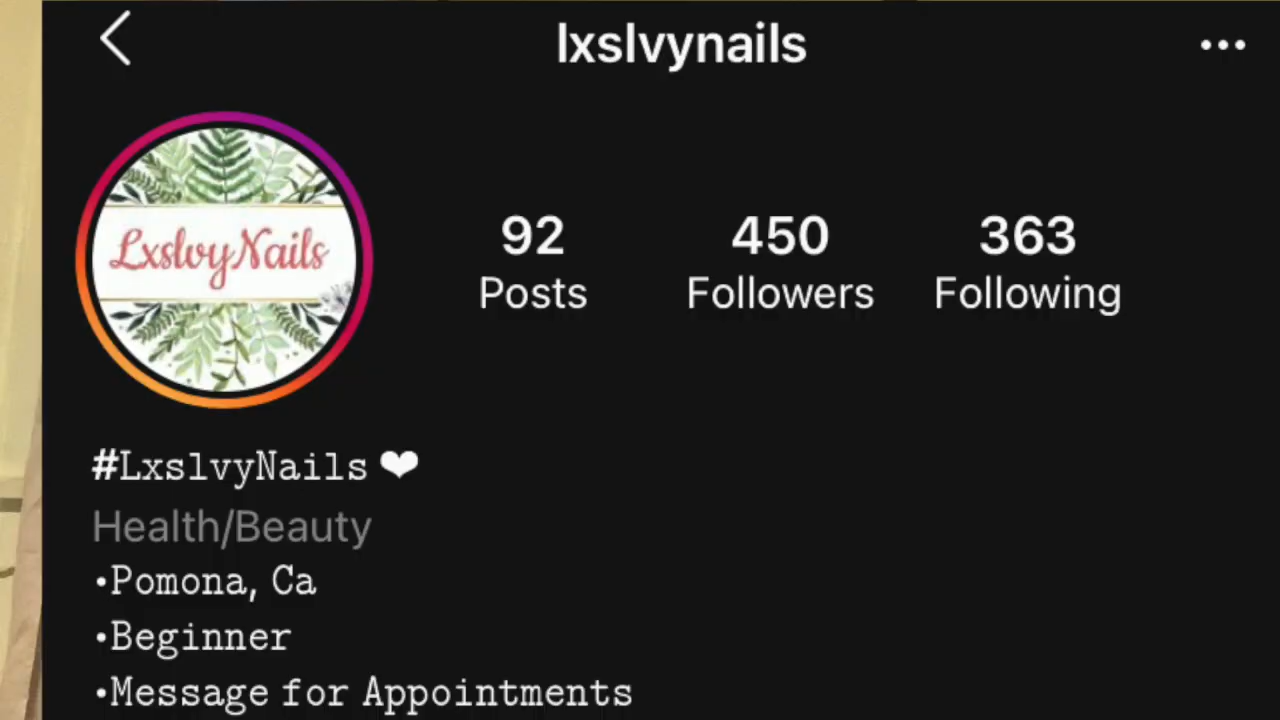 lxslvynails
LxslvyNails
92 450 363
Posts Followers Following
#LxslvyNails ❤
Health/Beauty
•Pomona, Ca
•Beginner
•Message for Appointments